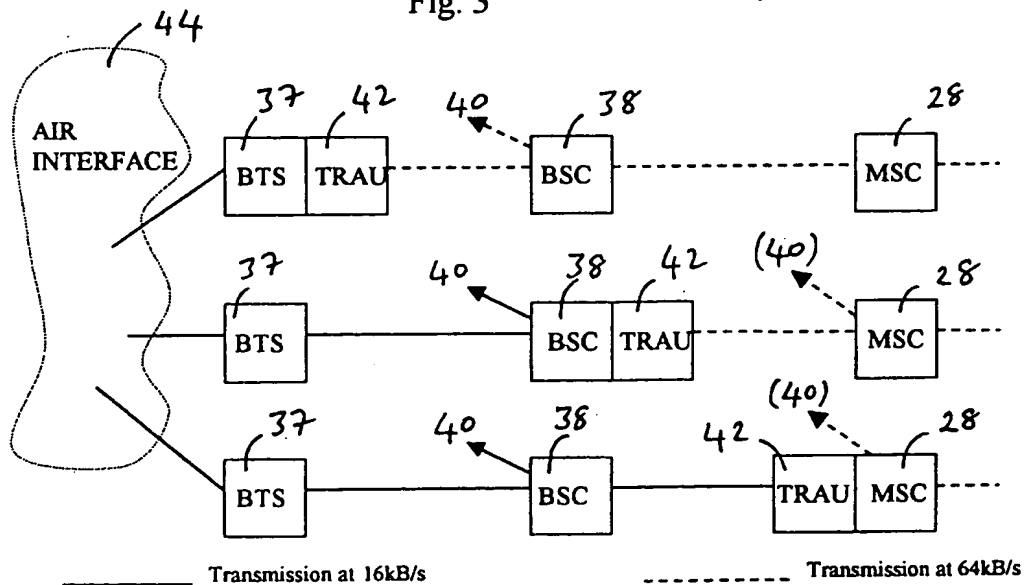 Fig. 3
44
AIR
INTERFACE
37 42 40 38 28
BTS TRAU BSC MSC
37 40 38 42 (40) 28
BTS BSC TRAU MSC
37 40 38 42 (40) 28
BTS BSC TRAU MSC
Transmission at 16kB/s Transmission at 64kB/s